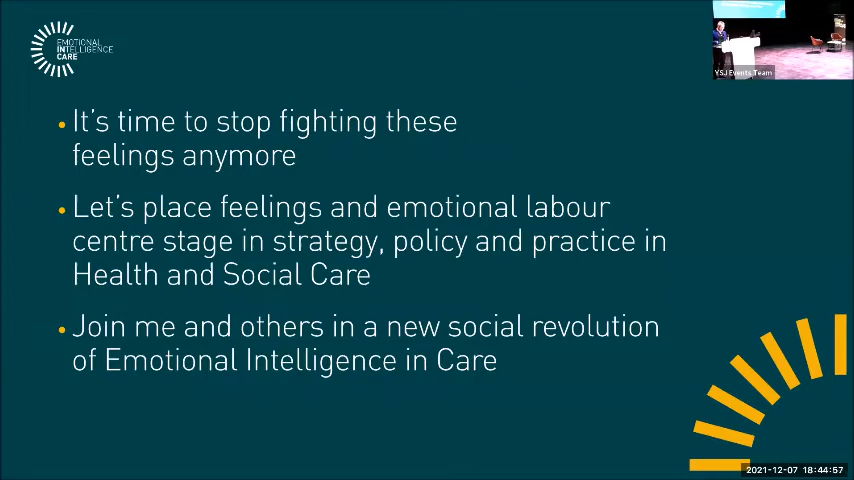 EMOTIONAL
INTELLIGENCE
CARE
YSJ Events Team
• It's time to stop fighting these
feelings anymore
• Let's place feelings and emotional labour
centre stage in strategy, policy and practice in
Health and Social Care
• Join me and others in a new social revolution
of Emotional Intelligence in Care
2021-12-07 18:44:57